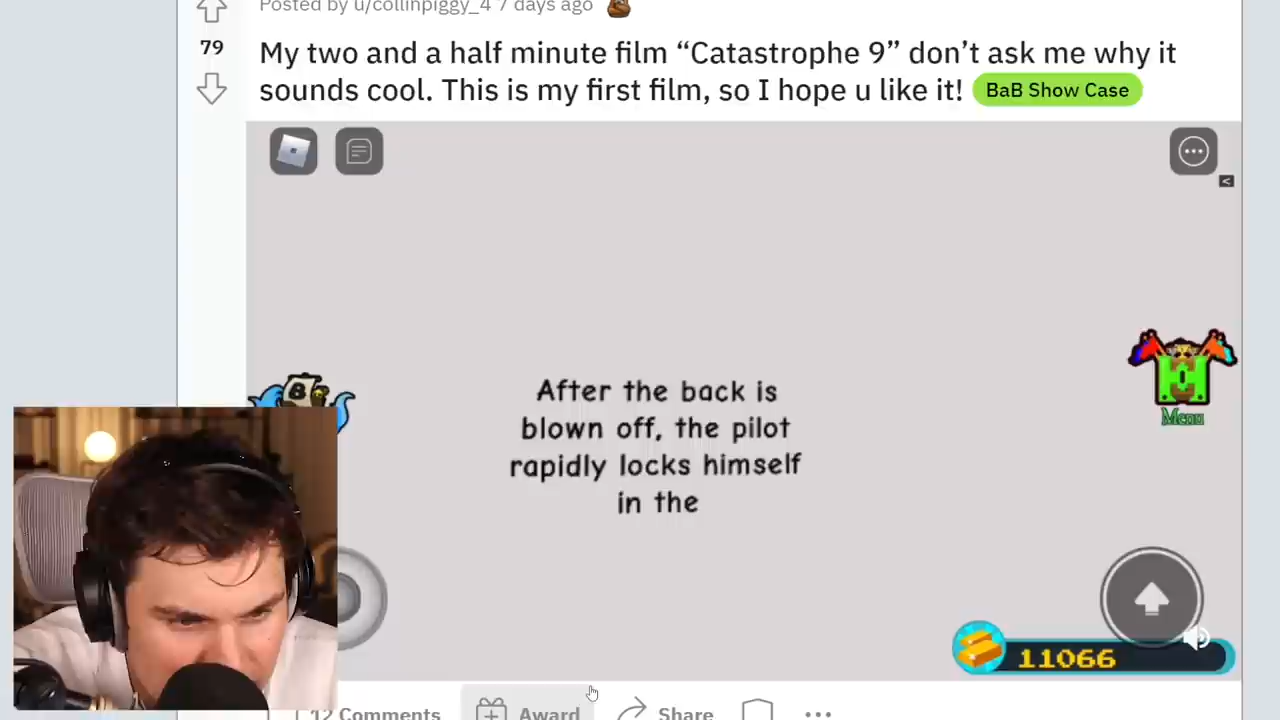 Posted by u/collinpiggy_4 7 days ago
79
My two and a half minute film “Catastrophe 9” don’t ask me why it
sounds cool. This is my first film, so I hope u like it! BaB Show Case
After the back is
blown off, the pilot
rapidly locks himself
in the
Menu
11066
12 Comments
Award
Share